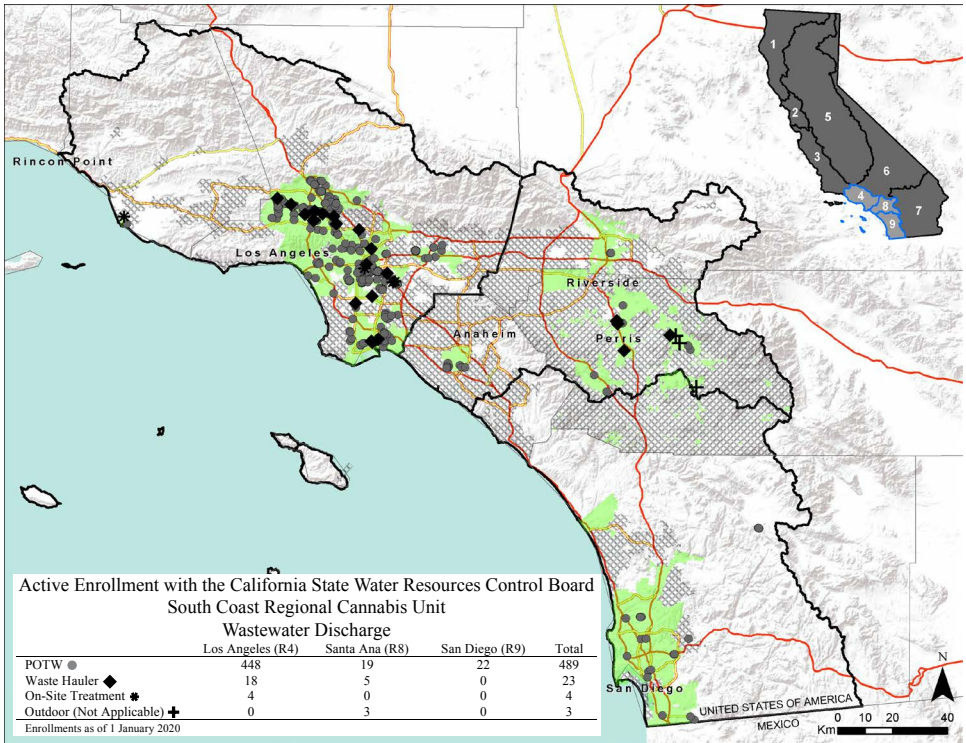 1
2
5
3
6
4
8
7
9
Rincon Point
Los Angeles
Riverside
Anaheim
Perris
San Diego
UNITED STATES OF AMERICA
MEXICO
N
Km
0 10 20 40
Active Enrollment with the California State Water Resources Control Board
South Coast Regional Cannabis Unit
Wastewater Discharge
Los Angeles (R4) Santa Ana (R8) San Diego (R9) Total
POTW 448 19 22 489
Waste Hauler 18 5 0 23
On-Site Treatment 4 0 0 4
Outdoor (Not Applicable) 0 3 0 3
Enrollments as of 1 January 2020